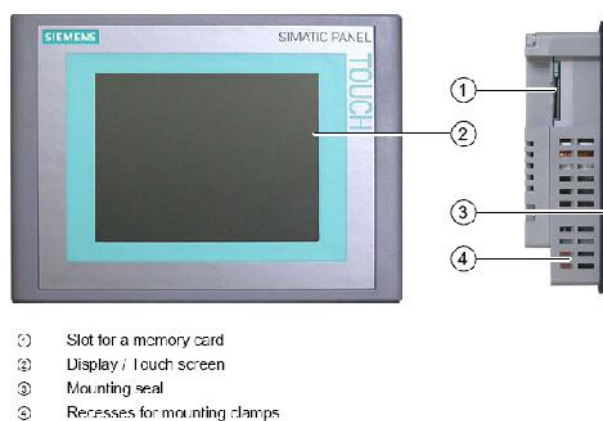 SIEMENS
SIMATIC PANEL
TOUCH
①
②
③
④
① Slot for a memory card
② Display / Touch screen
③ Mounting seal
④ Recesses for mounting clamps